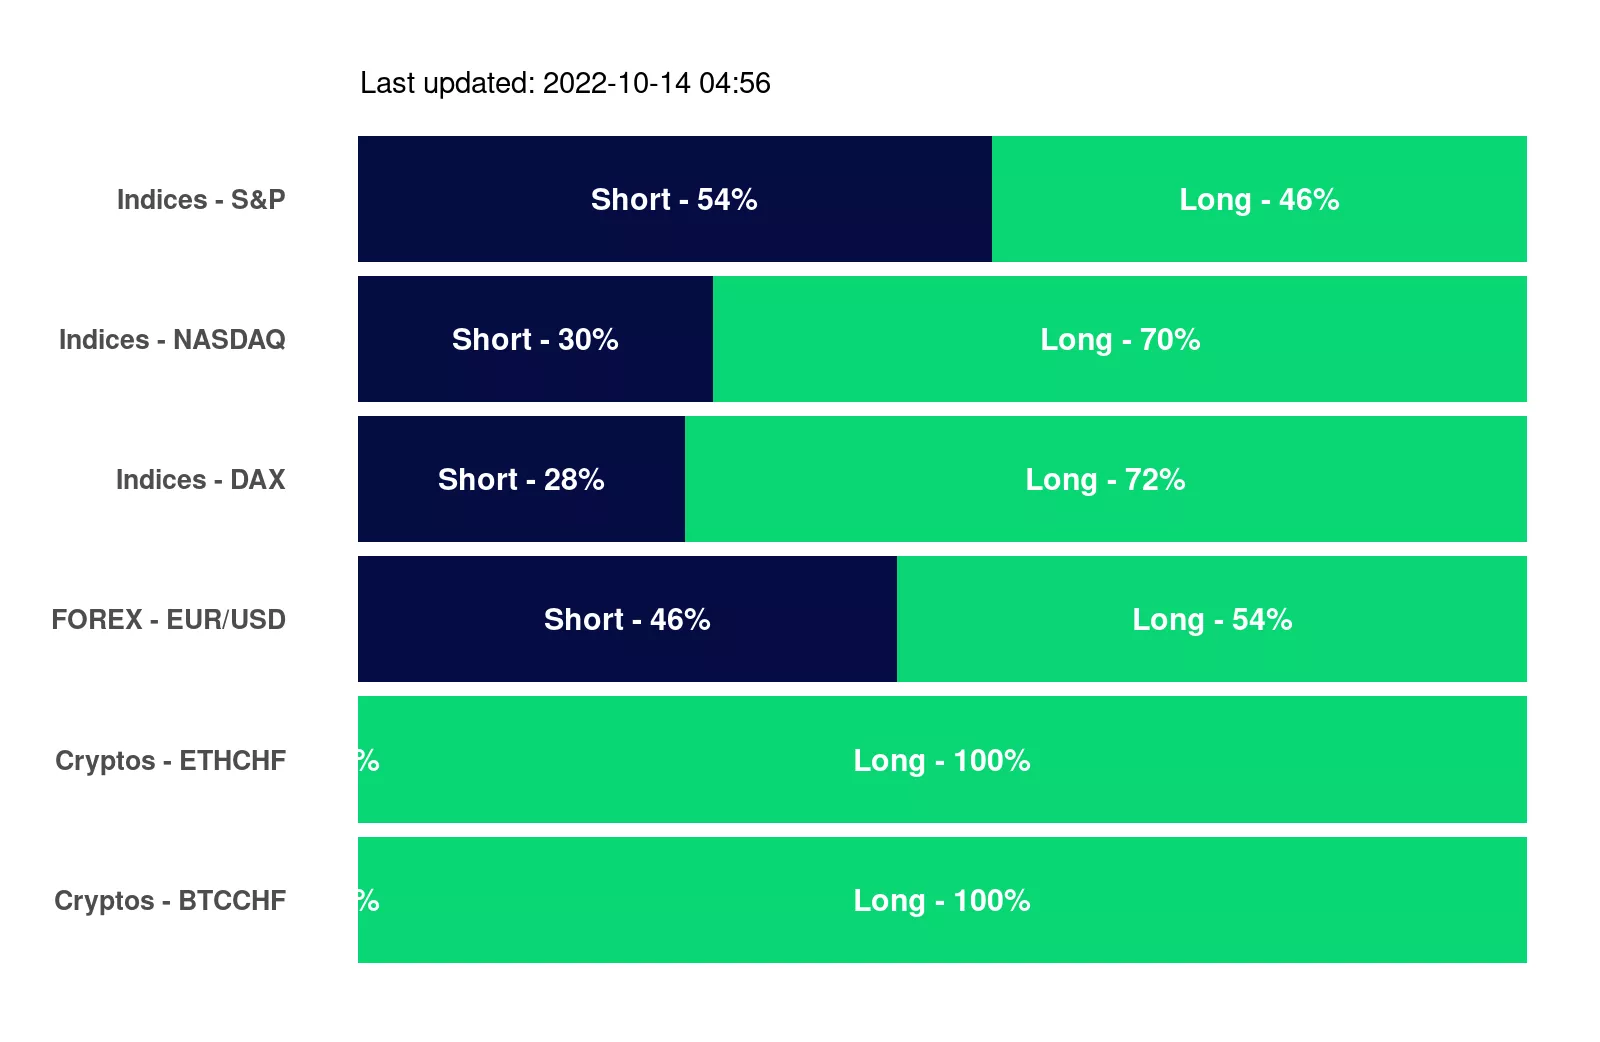 Last updated: 2022-10-14 04:56
Indices - S&P Short - 54% Long - 46%
Indices - NASDAQ Short - 30% Long - 70%
Indices - DAX Short - 28% Long - 72%
FOREX - EUR/USD Short - 46% Long - 54%
Cryptos - ETHCHF % Long - 100%
Cryptos - BTCCHF % Long - 100%